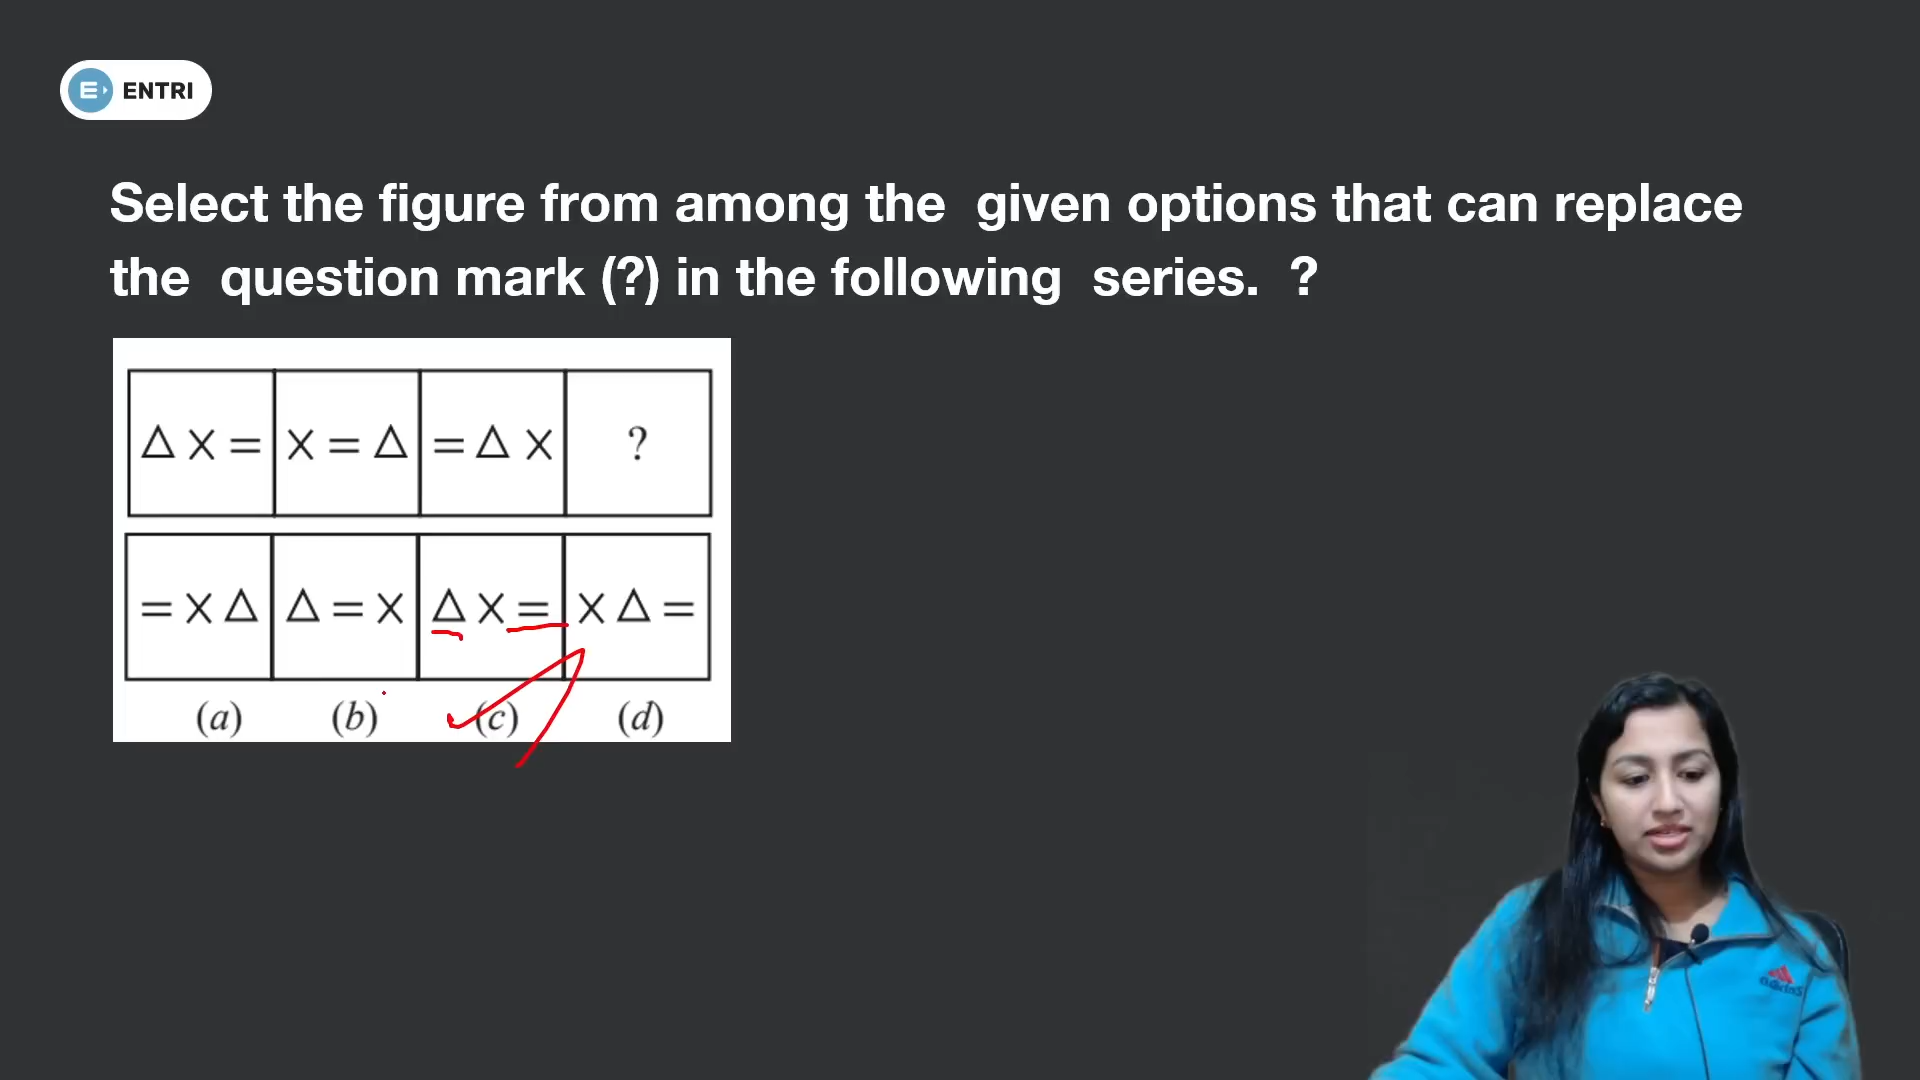 ENTRI
Select the figure from among the given options that can replace
the question mark (?) in the following series. ?
Δ X = X = Δ = Δ X ?
= X Δ Δ = X Δ X = X Δ =
(a) (b) (c) (d)
adidas